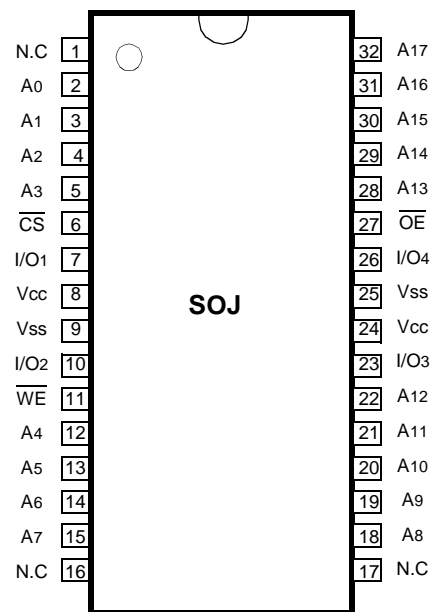 N.C 1 32 A17
A0 2 31 A16
A1 3 30 A15
A2 4 29 A14
A3 5 28 A13
C̅S̅ 6 27 O̅E̅
I/O1 7 26 I/O4
Vcc 8 25 Vss
SOJ
Vss 9 24 Vcc
I/O2 10 23 I/O3
W̅E̅ 11 22 A12
A4 12 21 A11
A5 13 20 A10
A6 14 19 A9
A7 15 18 A8
N.C 16 17 N.C